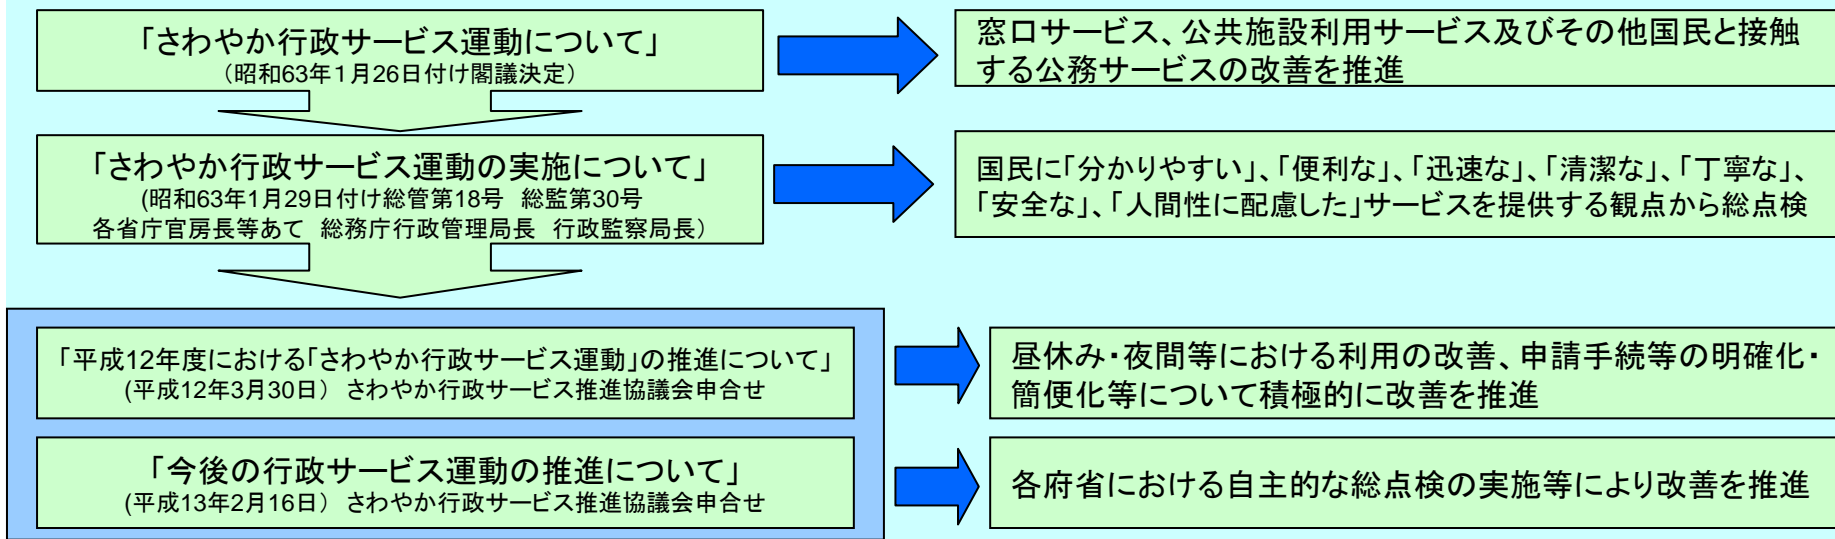 「さわやか行政サービス運動について」
（昭和63年１月26日付け閣議決定）
窓口サービス、公共施設利用サービス及びその他国民と接触
する公務サービスの改善を推進
「さわやか行政サービス運動の実施について」
(昭和63年1月29日付け総管第18号　総監第30号
各省庁官房長等あて　総務庁行政管理局長　行政監察局長）
国民に「分かりやすい」、「便利な」、「迅速な」、「清潔な」、「丁寧な」、
「安全な」、「人間性に配慮した」サービスを提供する観点から総点検
「平成12年度における「さわやか行政サービス運動」の推進について」
(平成12年3月30日）　さわやか行政サービス推進協議会申合せ
昼休み・夜間等における利用の改善、申請手続等の明確化・
簡便化等について積極的に改善を推進
「今後の行政サービス運動の推進について」
(平成13年2月16日）　さわやか行政サービス推進協議会申合せ
各府省における自主的な総点検の実施等により改善を推進